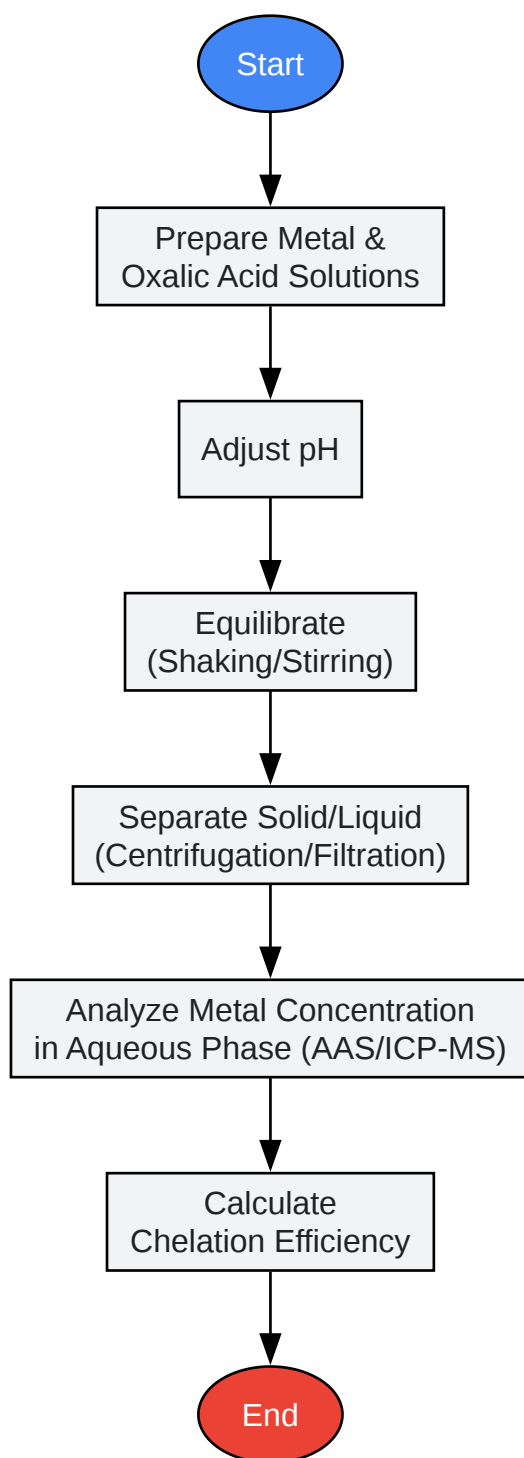 Start
Prepare Metal &
Oxalic Acid Solutions
Adjust pH
Equilibrate
(Shaking/Stirring)
Separate Solid/Liquid
(Centrifugation/Filtration)
Analyze Metal Concentration
in Aqueous Phase (AAS/ICP-MS)
Calculate
Chelation Efficiency
End